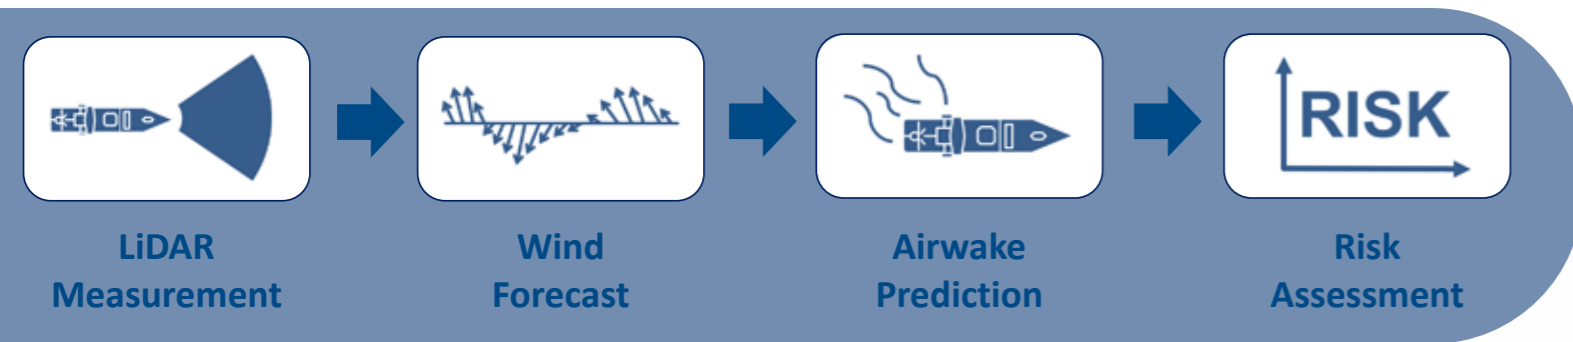 RISK
LiDAR
Measurement
Wind
Forecast
Airwake
Prediction
Risk
Assessment